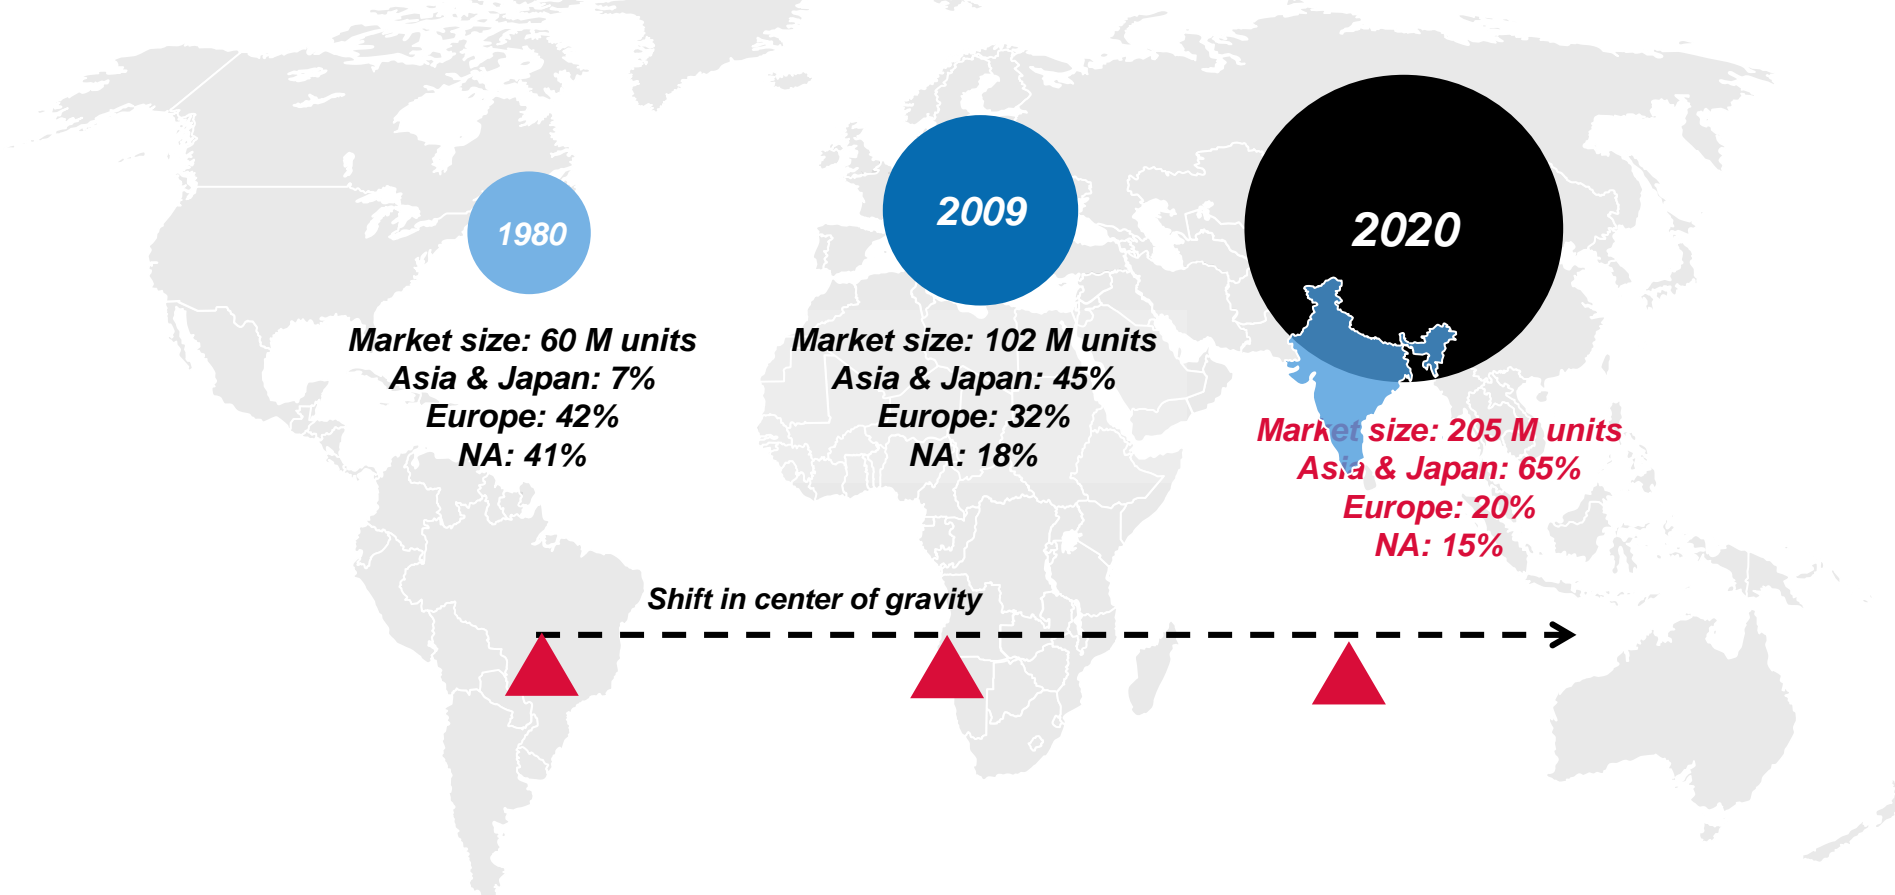 1980
Market size: 60 M units
Asia & Japan: 7%
Europe: 42%
NA: 41%
2009
Market size: 102 M units
Asia & Japan: 45%
Europe: 32%
NA: 18%
2020
Market size: 205 M units
Asia & Japan: 65%
Europe: 20%
NA: 15%
Shift in center of gravity